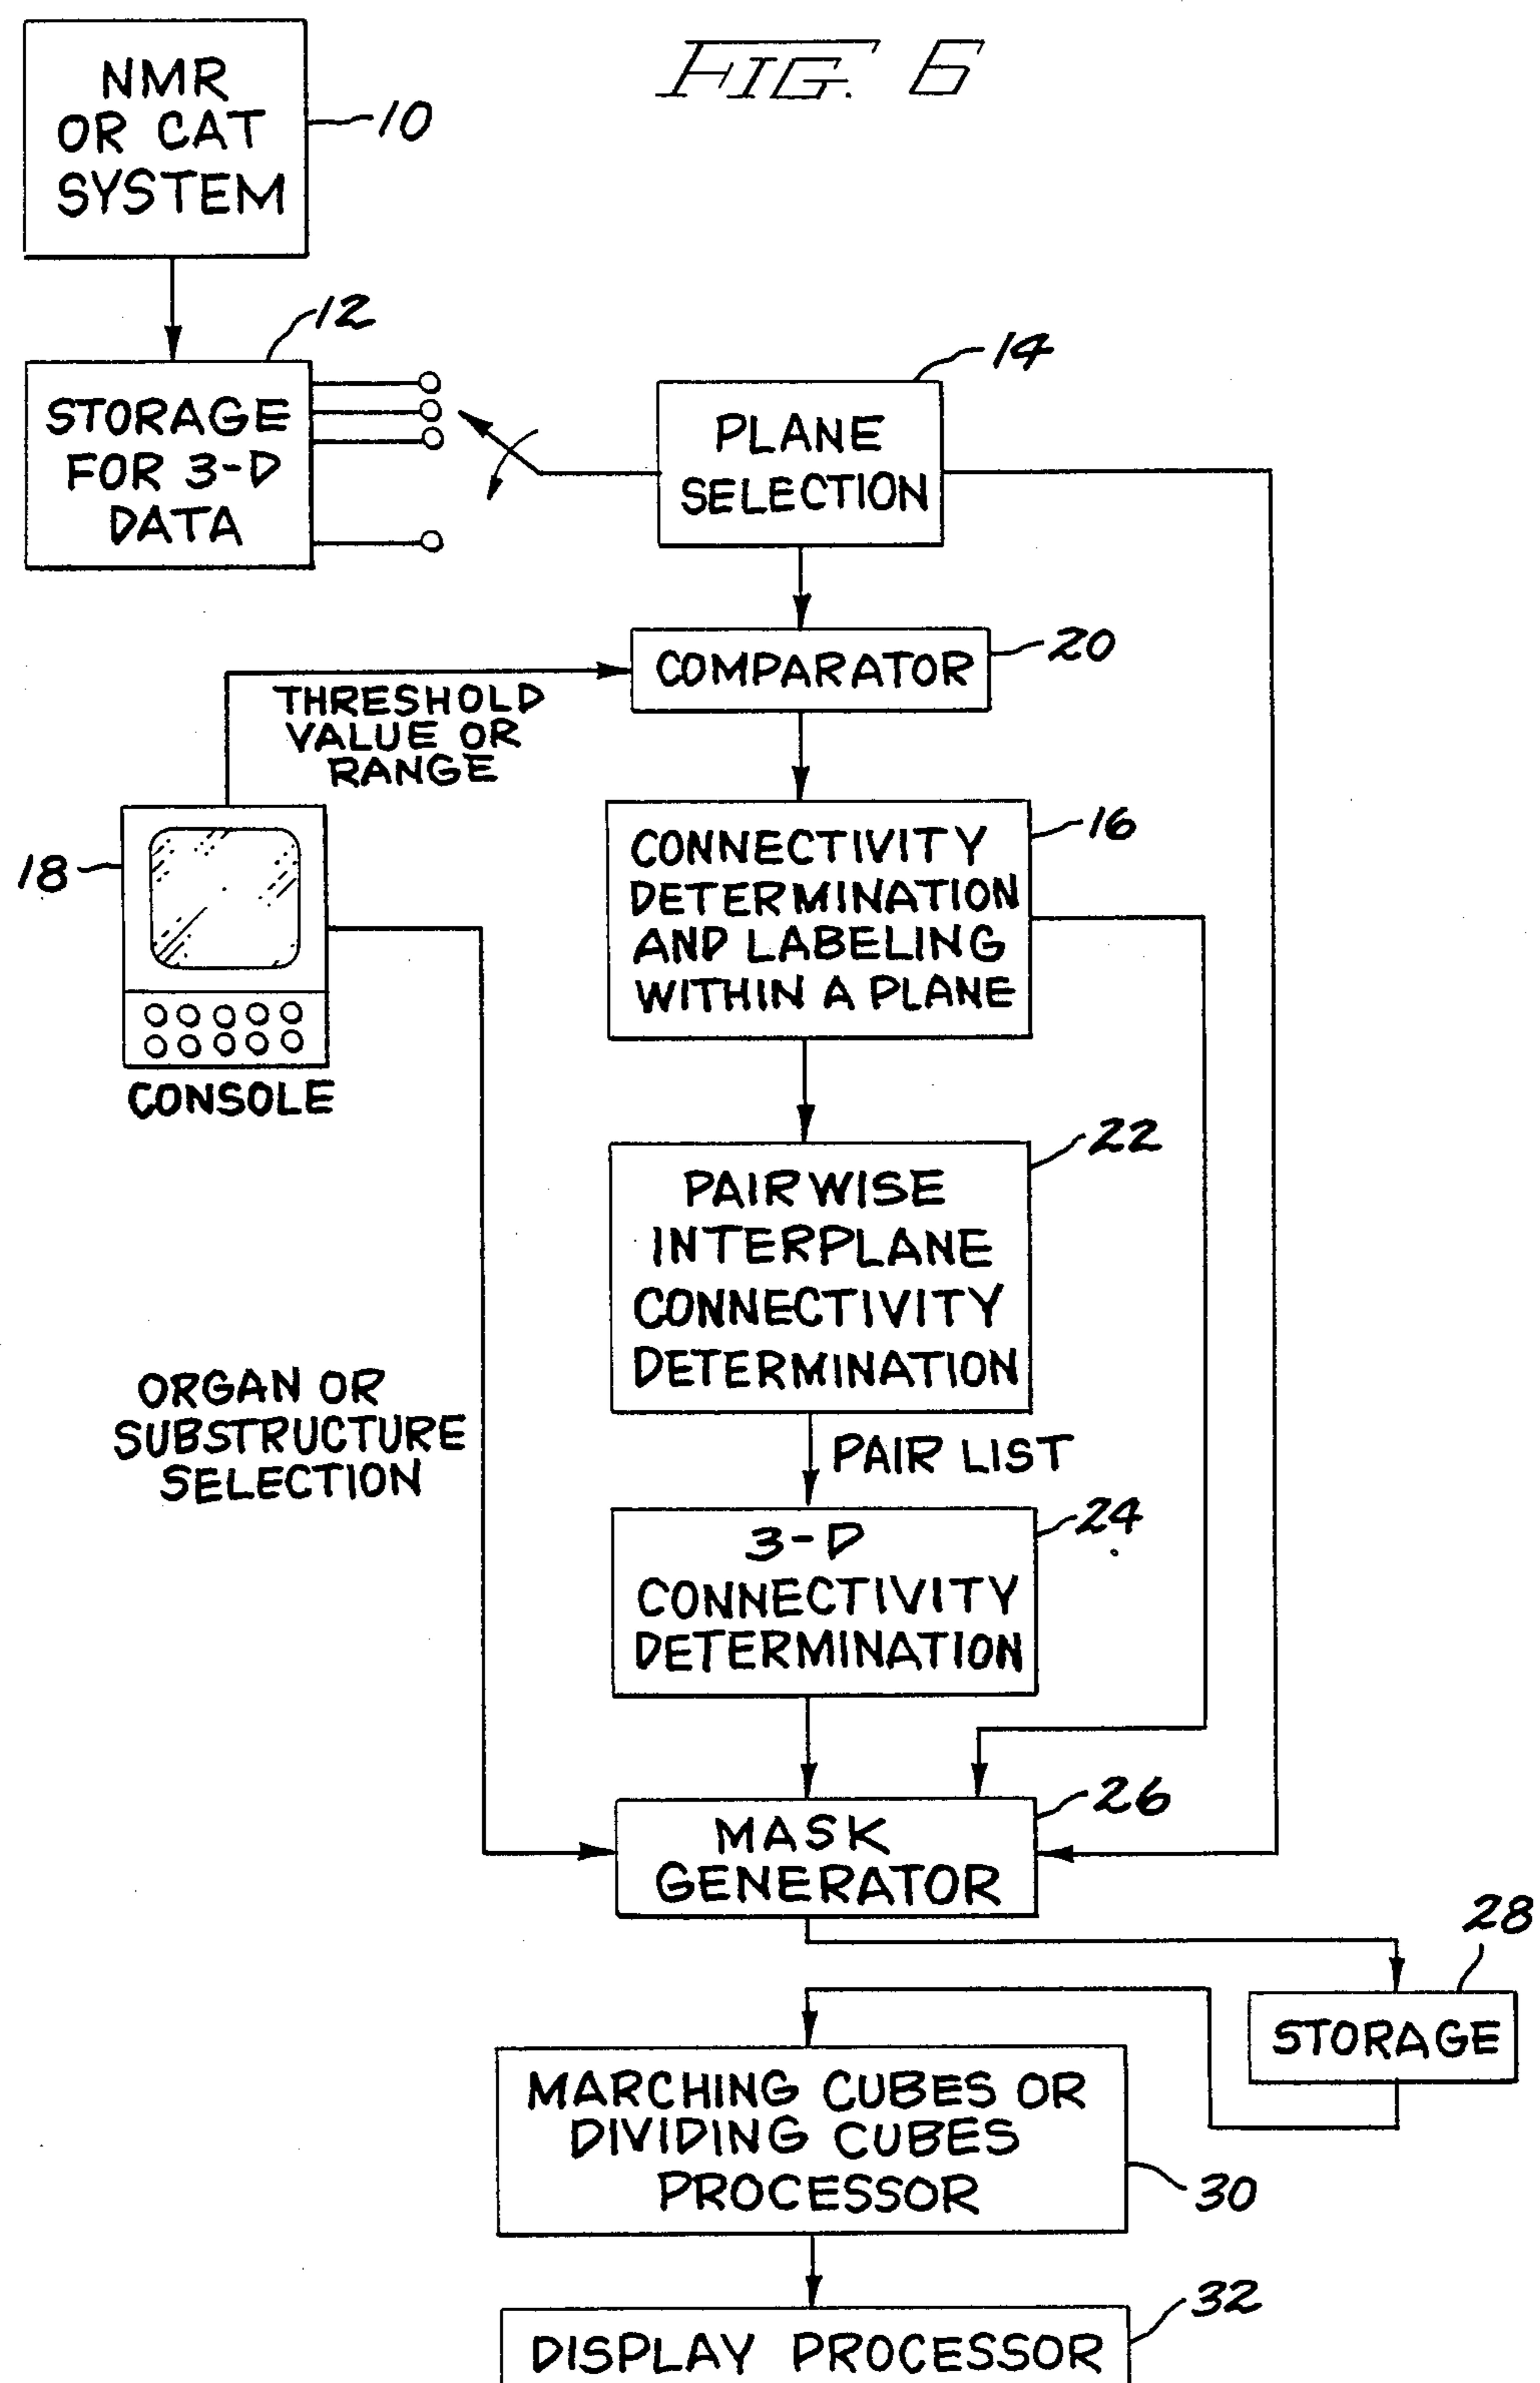 FIG. 6
NMR
OR CAT
SYSTEM
10
12
STORAGE
FOR 3-D
DATA
14
PLANE
SELECTION
20
COMPARATOR
THRESHOLD
VALUE OR
RANGE
16
CONNECTIVITY
DETERMINATION
AND LABELING
WITHIN A PLANE
18
CONSOLE
22
PAIRWISE
INTERPLANE
CONNECTIVITY
DETERMINATION
ORGAN OR
SUBSTRUCTURE
SELECTION
PAIR LIST
24
3-D
CONNECTIVITY
DETERMINATION
26
MASK
GENERATOR
28
STORAGE
MARCHING CUBES OR
DIVIDING CUBES
PROCESSOR
30
32
DISPLAY PROCESSOR